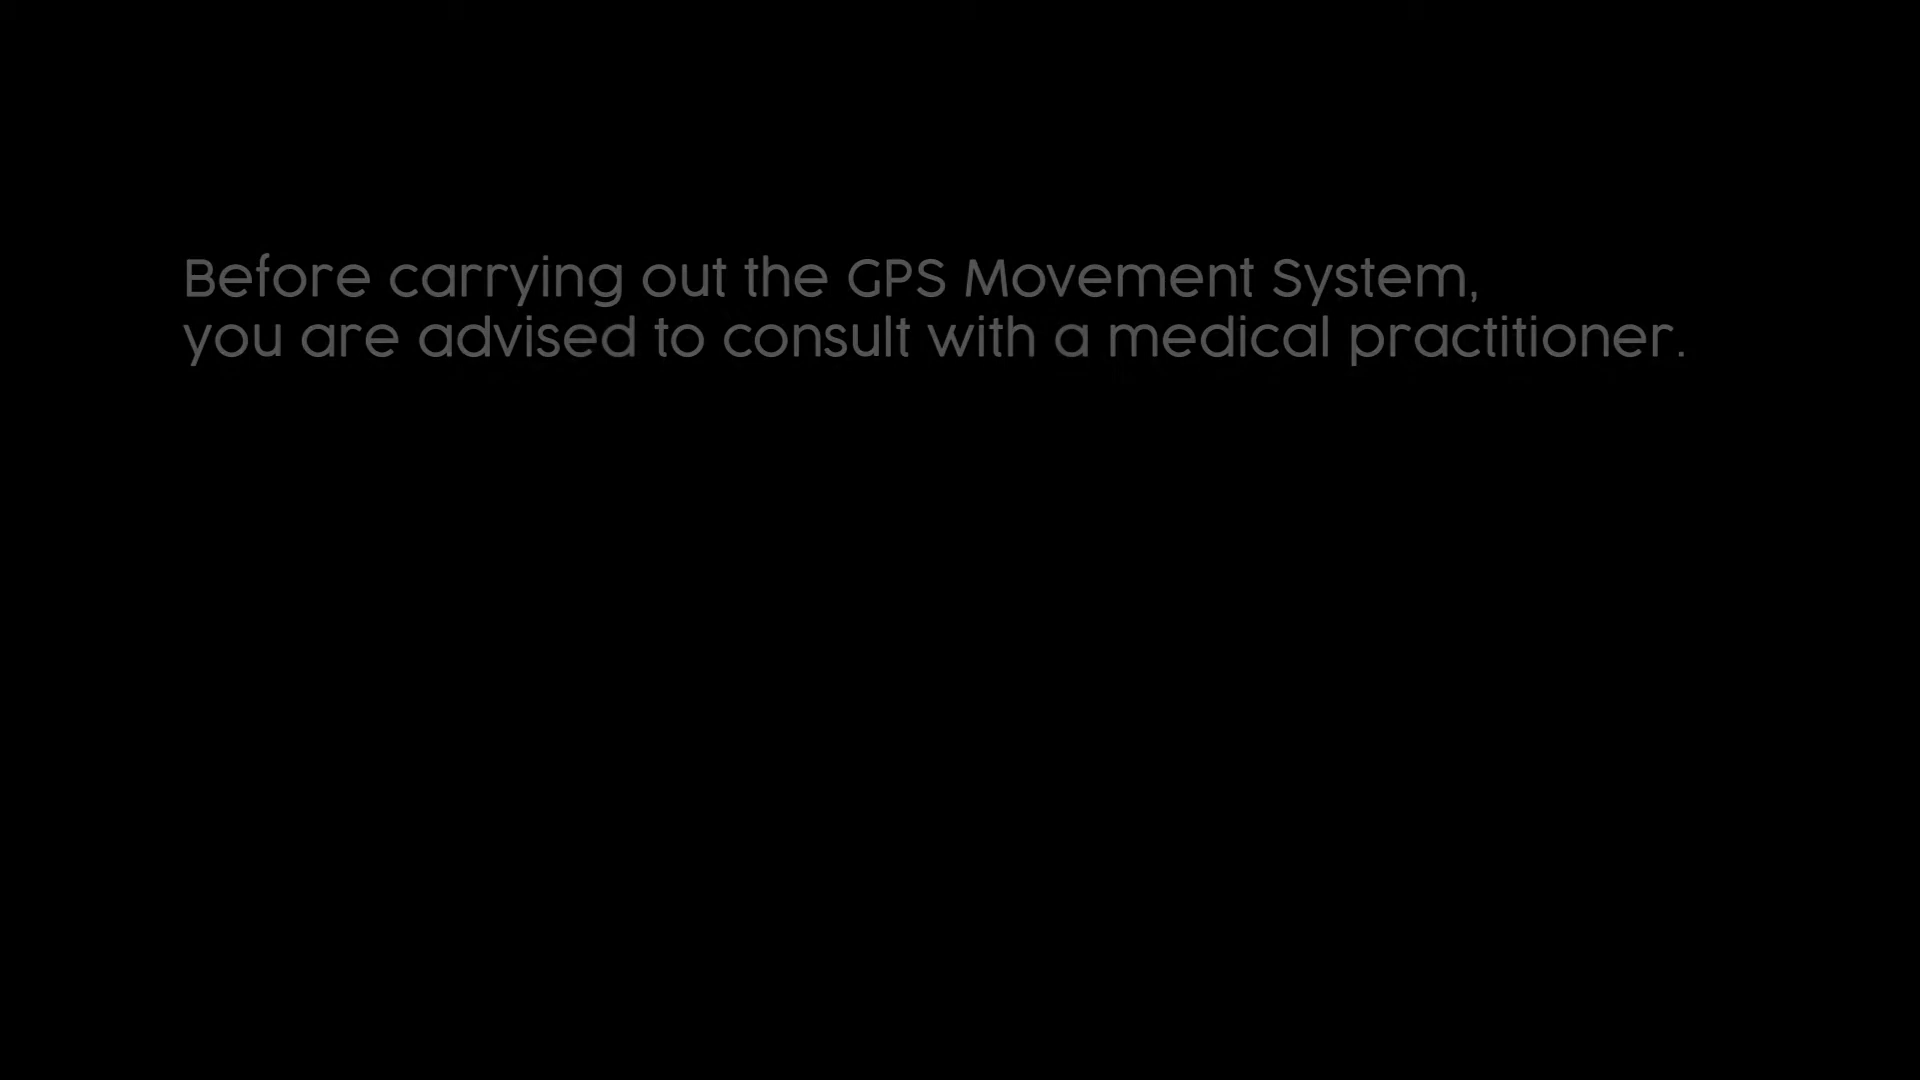 Before carrying out the GPS Movement System,
you are advised to consult with a medical practitioner.